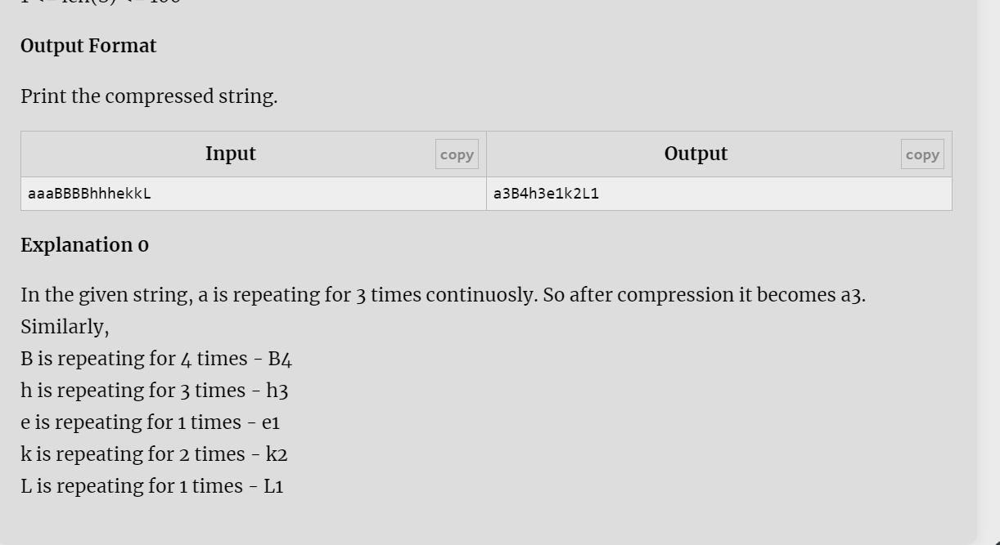 Output Format
Print the compressed string.
Input copy Output copy
aaaBBBBhhhekkL a3B4h3e1k2L1
Explanation 0
In the given string, a is repeating for 3 times continuosly. So after compression it becomes a3.
Similarly,
B is repeating for 4 times - B4
h is repeating for 3 times - h3
e is repeating for 1 times - e1
k is repeating for 2 times - k2
L is repeating for 1 times - L1